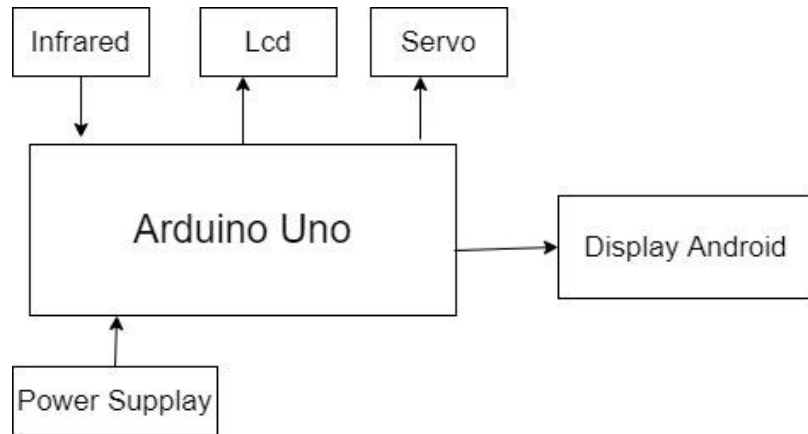 Infrared
Lcd
Servo
Arduino Uno
Display Android
Power Supplay